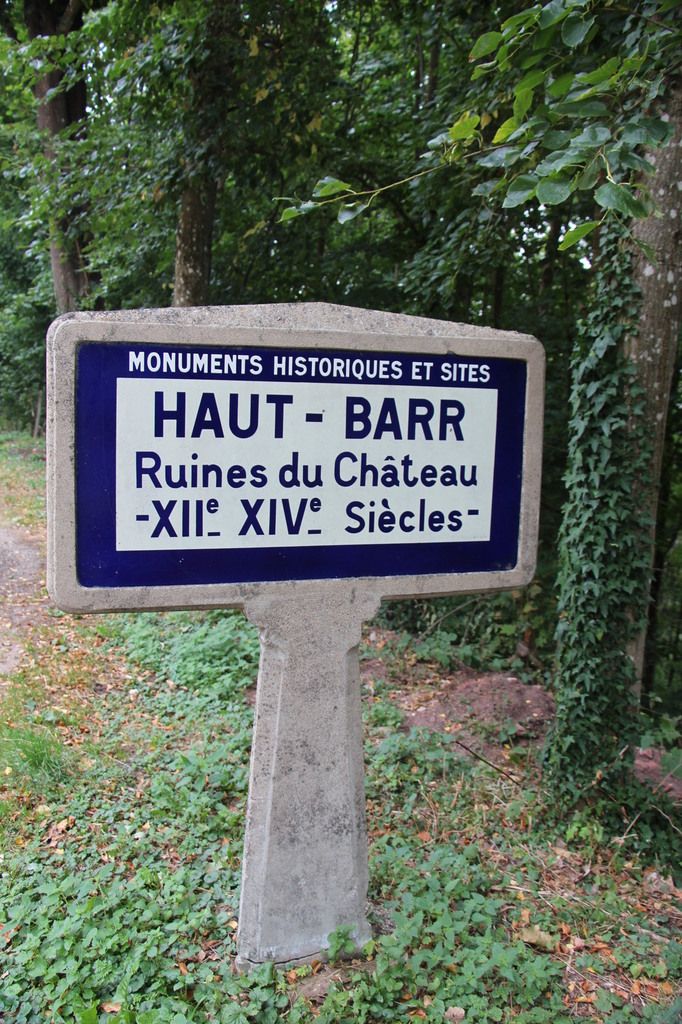 MONUMENTS HISTORIQUES ET SITES
HAUT - BARR
Ruines du Château
-XIIe XIVe Siècles-